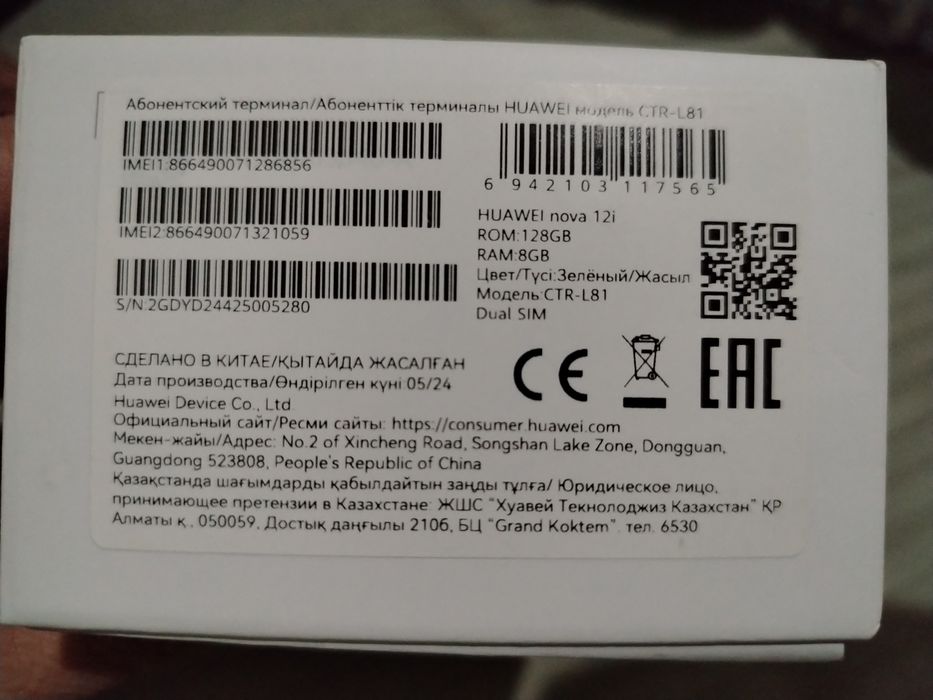 Абонентский терминал/Абоненттік терминалы HUAWEI модель CTR-L81
IMEI1:866490071286856
6 942103 117565
IMEI2:866490071321059
S/N:2GDYD24425005280
HUAWEI nova 12i
ROM:128GB
RAM:8GB
Цвет/Түсі:Зелёный/Жасыл
Модель:CTR-L81
Dual SIM
СДЕЛАНО В КИТАЕ/ҚЫТАЙДА ЖАСАЛҒАН
Дата производства/Өндірілген күні 05/24
Huawei Device Co., Ltd.
Официальный сайт/Ресми сайты: https://consumer.huawei.com
Мекен-жайы/Адрес: No.2 of Xincheng Road, Songshan Lake Zone, Dongguan,
Guangdong 523808, People's Republic of China
Қазақстанда шағымдарды қабылдайтын заңды тұлға/ Юридическое лицо,
принимающее претензии в Казахстане: ЖШС "Хуавей Текнолоджиз Казахстан" ҚР
Алматы қ., 050059, Достық даңғылы 210б, БЦ "Grand Koktem". тел. 6530
CE
EAC